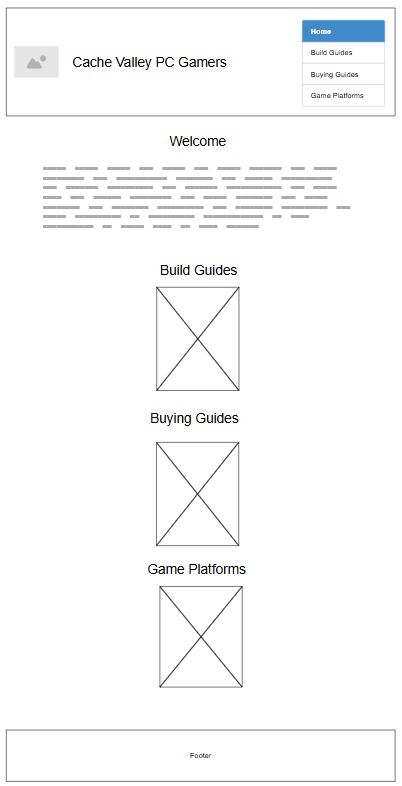 Cache Valley PC Gamers
Home
Build Guides
Buying Guides
Game Platforms
Welcome
Build Guides
Buying Guides
Game Platforms
Footer